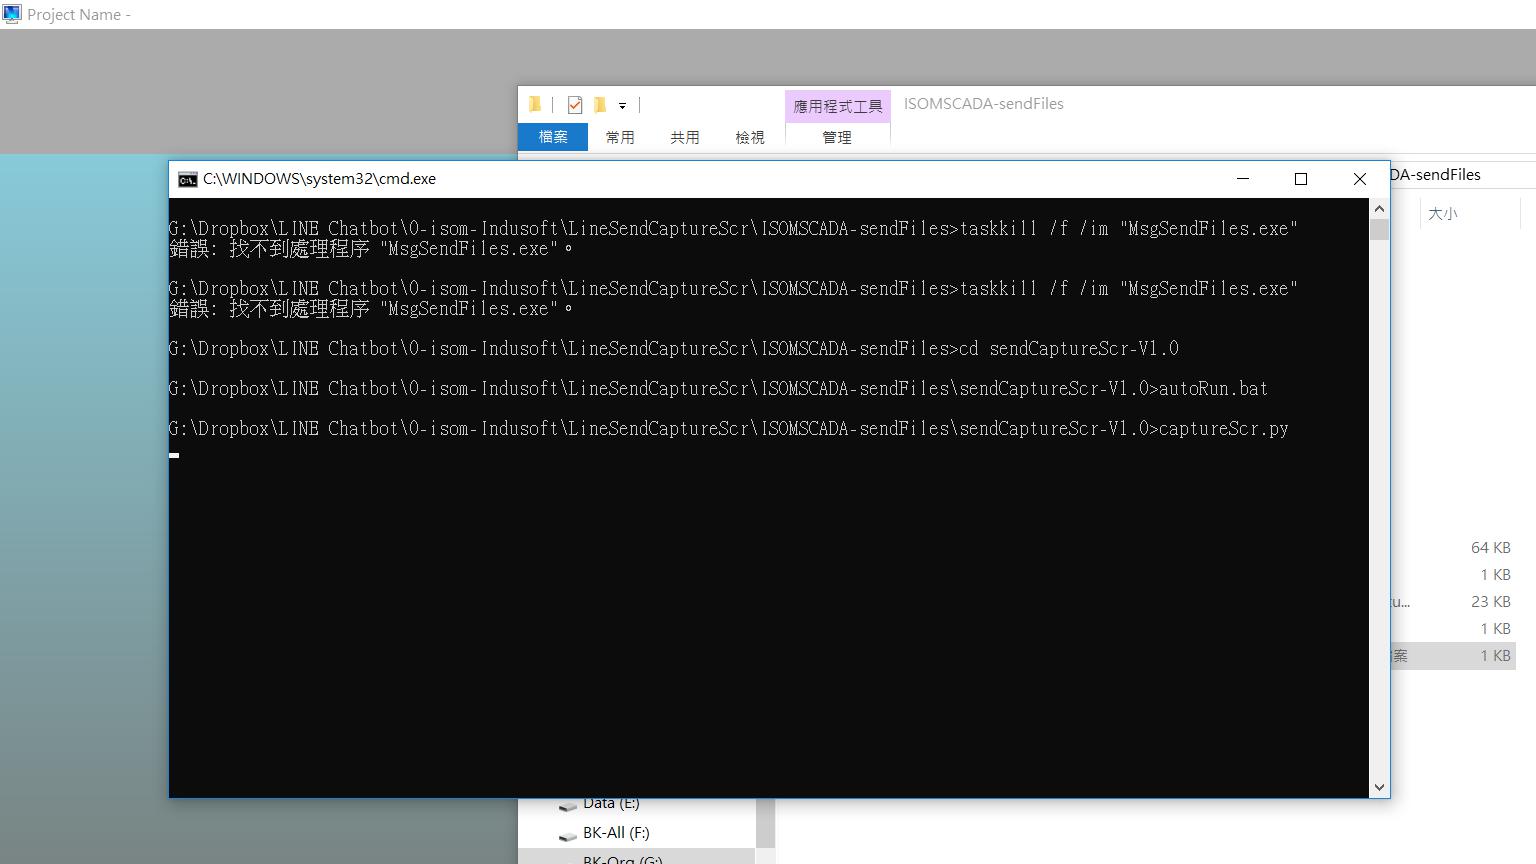 Project Name -
應用程式工具
ISOMSCADA-sendFiles
檔案
常用
共用
檢視
管理
C:\WINDOWS\system32\cmd.exe
DA-sendFiles
大小
G:\Dropbox\LINE Chatbot\0-isom-Indusoft\LineSendCaptureScr\ISOMSCADA-sendFiles>taskkill /f /im "MsgSendFiles.exe"
錯誤: 找不到處理程序 "MsgSendFiles.exe"。
G:\Dropbox\LINE Chatbot\0-isom-Indusoft\LineSendCaptureScr\ISOMSCADA-sendFiles>taskkill /f /im "MsgSendFiles.exe"
錯誤: 找不到處理程序 "MsgSendFiles.exe"。
G:\Dropbox\LINE Chatbot\0-isom-Indusoft\LineSendCaptureScr\ISOMSCADA-sendFiles>cd sendCaptureScr-V1.0
G:\Dropbox\LINE Chatbot\0-isom-Indusoft\LineSendCaptureScr\ISOMSCADA-sendFiles\sendCaptureScr-V1.0>autoRun.bat
G:\Dropbox\LINE Chatbot\0-isom-Indusoft\LineSendCaptureScr\ISOMSCADA-sendFiles\sendCaptureScr-V1.0>captureScr.py
64 KB
1 KB
23 KB
1 KB
案 1 KB
Data (E:)
BK-All (F:)
BK-Org (G:)